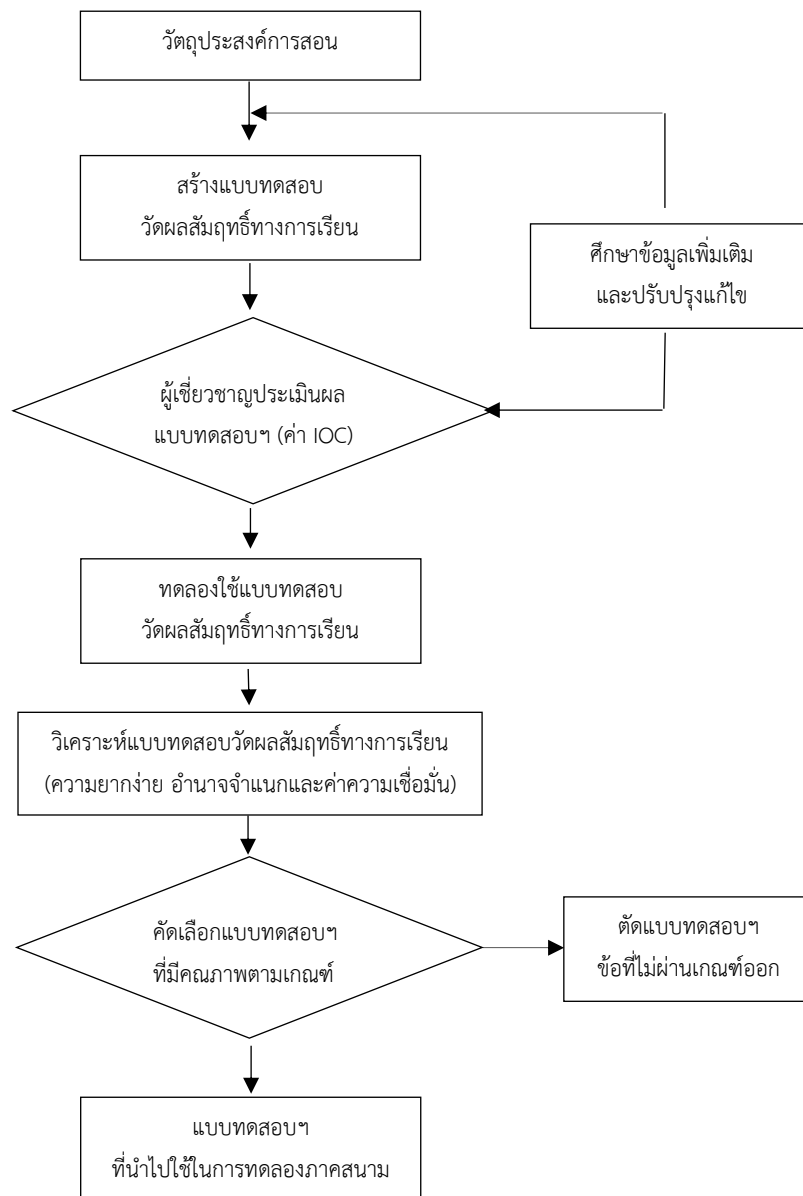 วัตถุประสงค์การสอน
สร้างแบบทดสอบ
วัดผลสัมฤทธิ์ทางการเรียน
ศึกษาข้อมูลเพิ่มเติม
และปรับปรุงแก้ไข
ผู้เชี่ยวชาญประเมินผล
แบบทดสอบฯ (ค่า IOC)
ทดลองใช้แบบทดสอบ
วัดผลสัมฤทธิ์ทางการเรียน
วิเคราะห์แบบทดสอบวัดผลสัมฤทธิ์ทางการเรียน
(ความยากง่าย อำนาจจำแนกและค่าความเชื่อมั่น)
คัดเลือกแบบทดสอบฯ
ที่มีคุณภาพตามเกณฑ์
ตัดแบบทดสอบฯ
ข้อที่ไม่ผ่านเกณฑ์ออก
แบบทดสอบฯ
ที่นำไปใช้ในการทดลองภาคสนาม